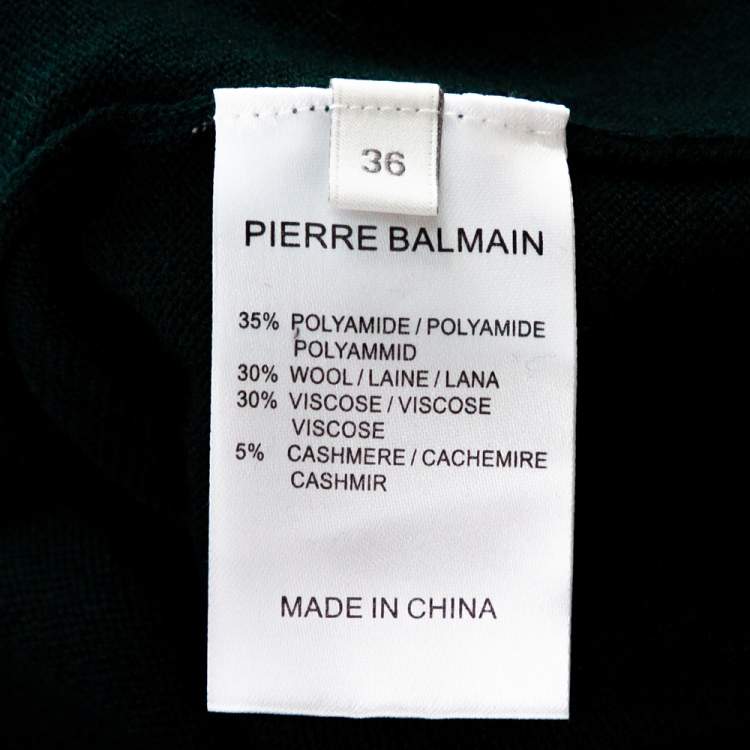 36
PIERRE BALMAIN
35% POLYAMIDE / POLYAMIDE
POLYAMMID
30% WOOL / LAINE / LANA
30% VISCOSE / VISCOSE
VISCOSE
5% CASHMERE / CACHEMIRE
CASHMIR
MADE IN CHINA